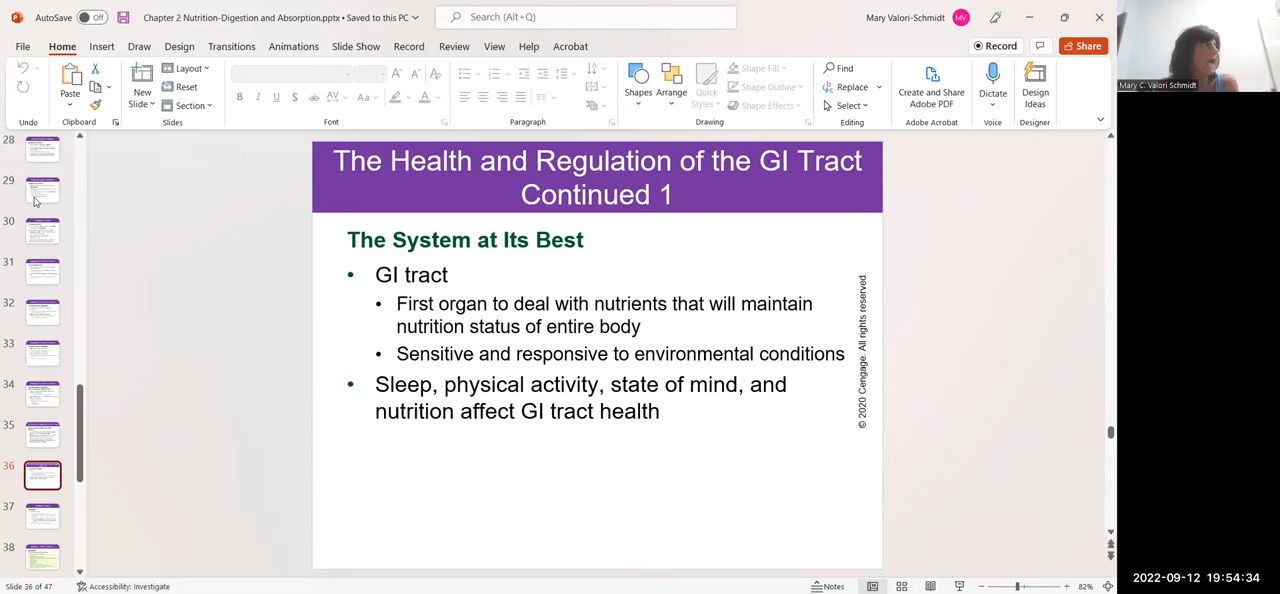 AutoSave Off Chapter 2 Nutrition-Digestion and Absorption.pptx • Saved to this PC Search (Alt+Q) Mary Valori-Schmidt MV
File Home Insert Draw Design Transitions Animations Slide Show Record Review View Help Acrobat Record Share
Paste New Slide Layout Reset Section
B I U S ab AV Aa A
Shapes Arrange Quick Styles Shape Fill Shape Outline Shape Effects
Find Replace Select
Create and Share Adobe PDF Dictate Design Ideas
Undo Clipboard Slides Font Paragraph Drawing Editing Adobe Acrobat Voice Designer
Mary C. Valori Schmidt
28
29
30
31
32
33
34
35
36
37
38
The Health and Regulation of the GI Tract
Continued 1
The System at Its Best
• GI tract
• First organ to deal with nutrients that will maintain
nutrition status of entire body
• Sensitive and responsive to environmental conditions
• Sleep, physical activity, state of mind, and
nutrition affect GI tract health
© 2020 Cengage. All rights reserved.
Slide 36 of 47 Accessibility: Investigate Notes 82%
2022-09-12 19:54:34